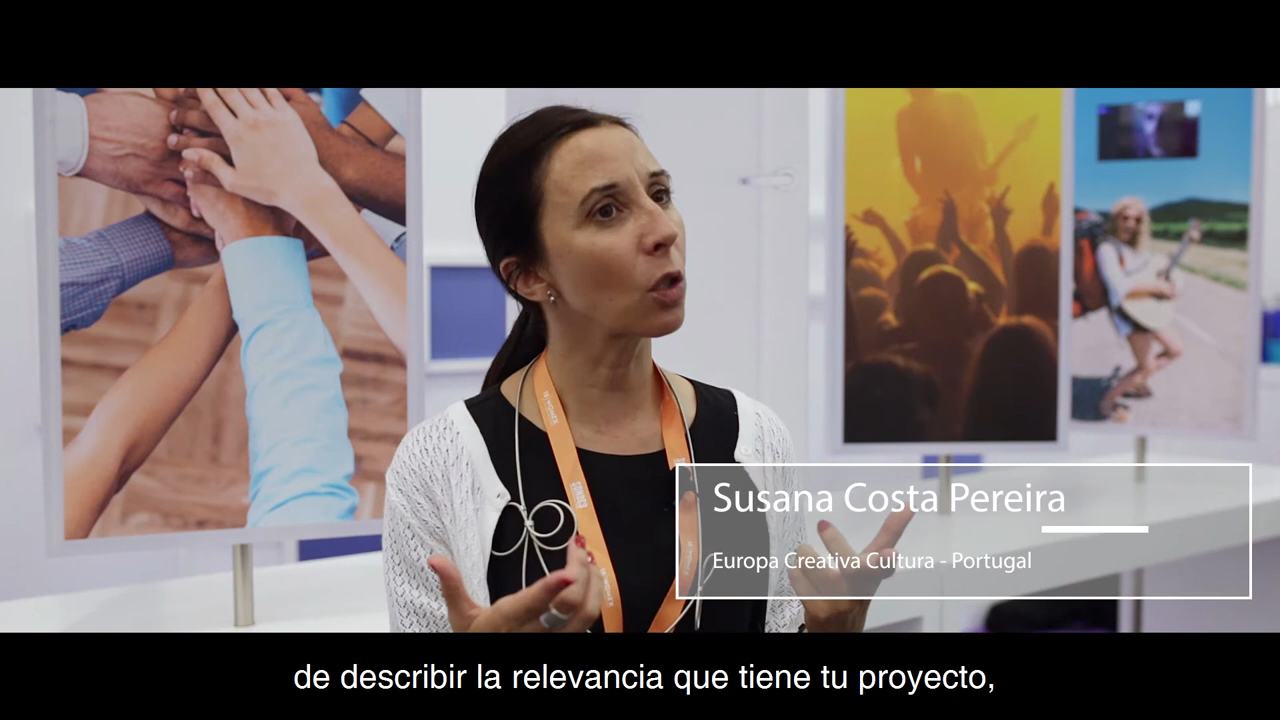 Susana Costa Pereira
Europa Creativa Cultura - Portugal
de describir la relevancia que tiene tu proyecto,